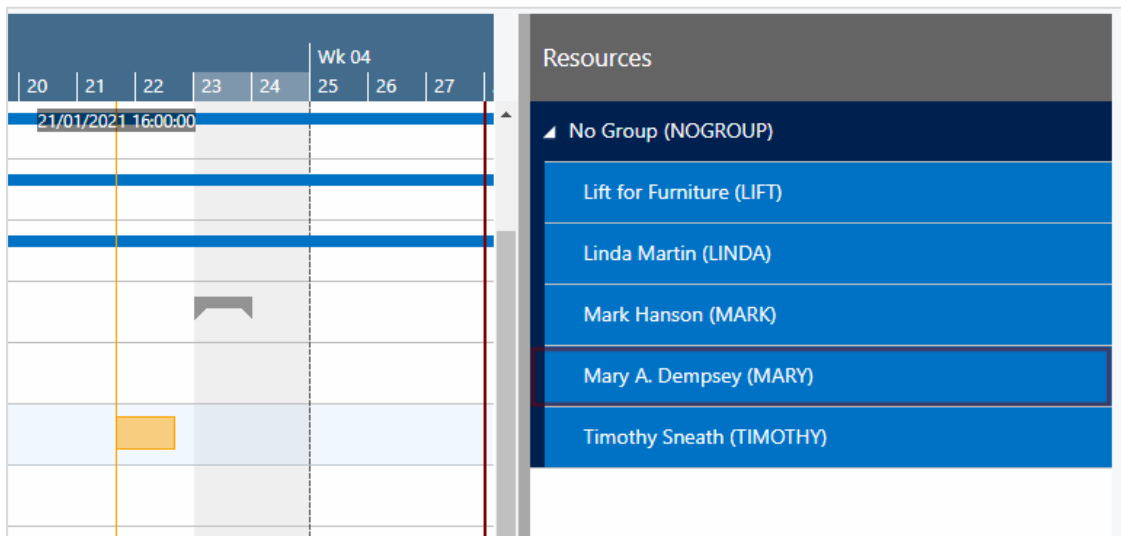 Wk 04
20 21 22 23 24 25 26 27
21/01/2021 16:00:00
Resources
No Group (NOGROUP)
Lift for Furniture (LIFT)
Linda Martin (LINDA)
Mark Hanson (MARK)
Mary A. Dempsey (MARY)
Timothy Sneath (TIMOTHY)